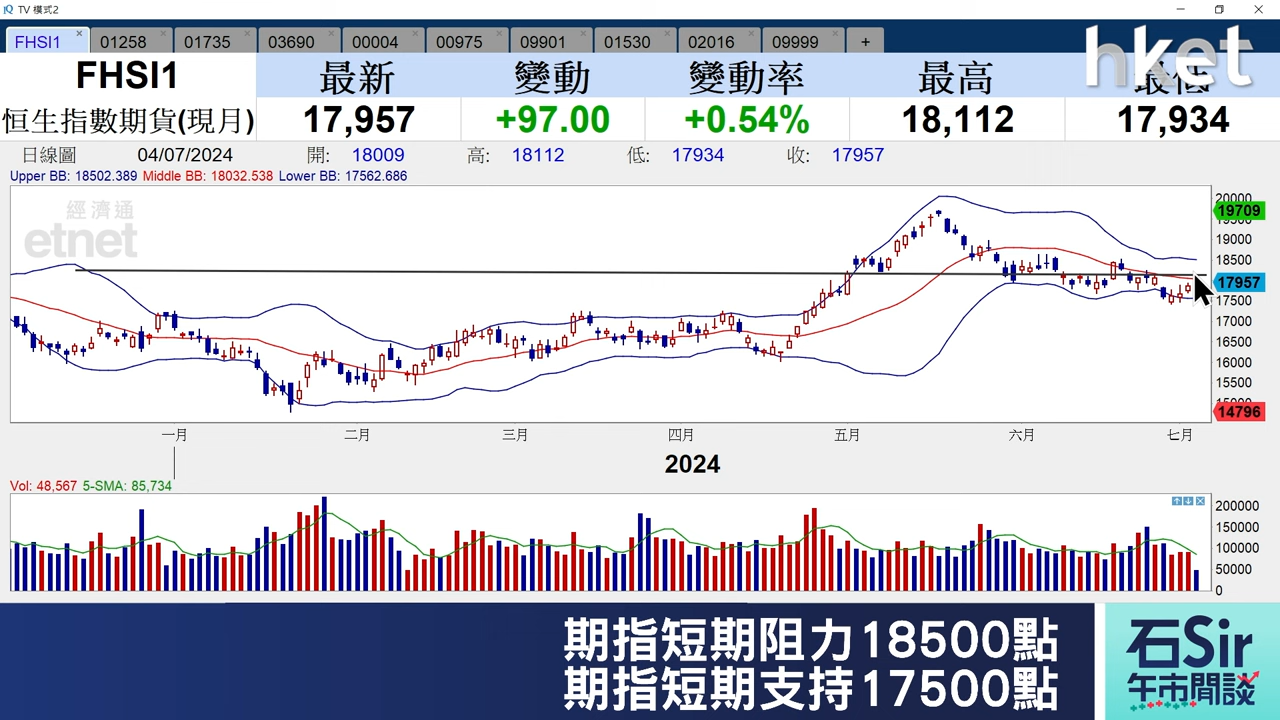 TV 模式2
FHSI1 01258 01735 03690 00004 00975 09901 01530 02016 09999 +
hket
FHSI1 最新 變動 變動率 最高 最低
恒生指數期貨(現月) 17,957 +97.00 +0.54% 18,112 17,934
日線圖 04/07/2024 開: 18009 高: 18112 低: 17934 收: 17957
Upper BB: 18502.389 Middle BB: 18032.538 Lower BB: 17562.686
經濟通
etnet
20000
19709
19500
19000
18500
17957
17500
17000
16500
16000
15500
15000
14796
一月 二月 三月 四月 五月 六月 七月
2024
Vol: 48,567 5-SMA: 85,734
200000
150000
100000
50000
0
期指短期阻力18500點
期指短期支持17500點
石Sir
午市閒談